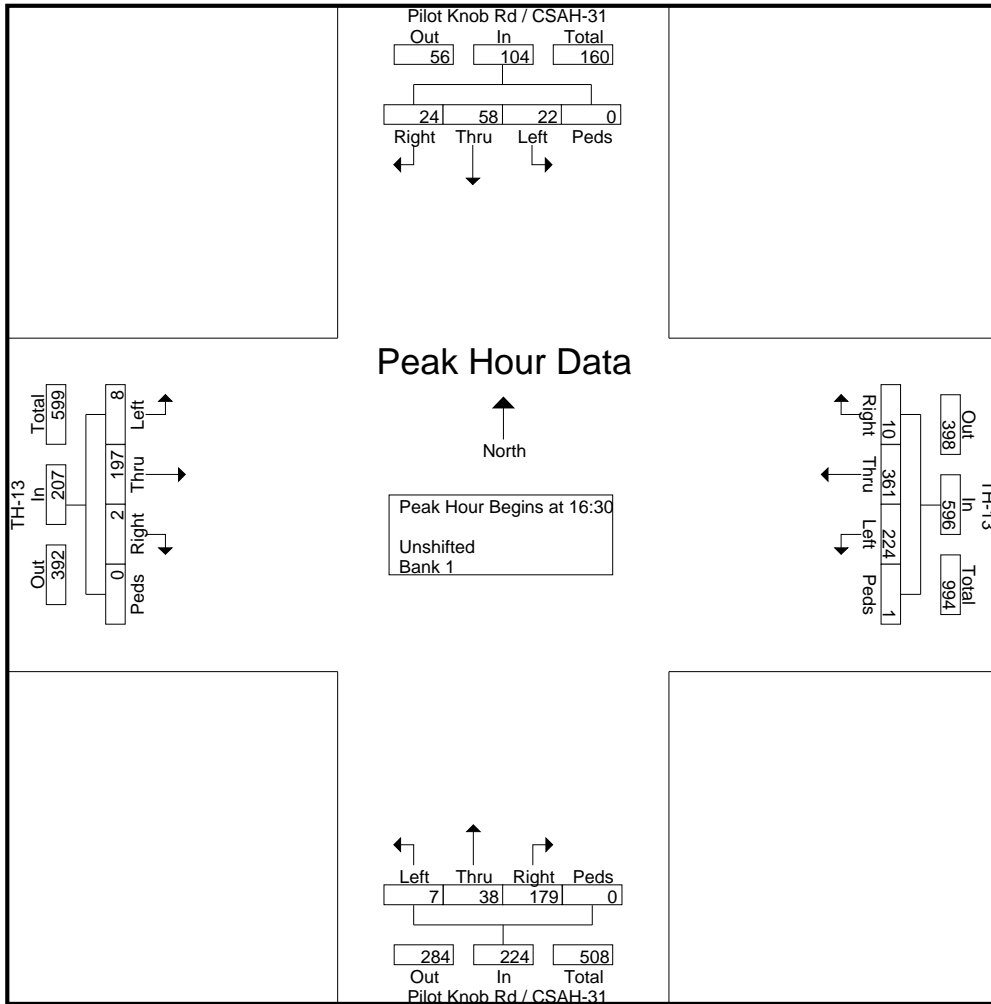 Pilot Knob Rd / CSAH-31
Out In Total
56 104 160
24 58 22 0
Right Thru Left Peds
Peak Hour Data
North
Peak Hour Begins at 16:30
Unshifted
Bank 1
TH-13
Total In Out
599 207 392
8 197 2 0
Left Thru Right Peds
Right Thru Left Peds
10 361 224 1
398 596 994
Out In Total
TH-13
Left Thru Right Peds
7 38 179 0
284 224 508
Out In Total
Pilot Knob Rd / CSAH-31